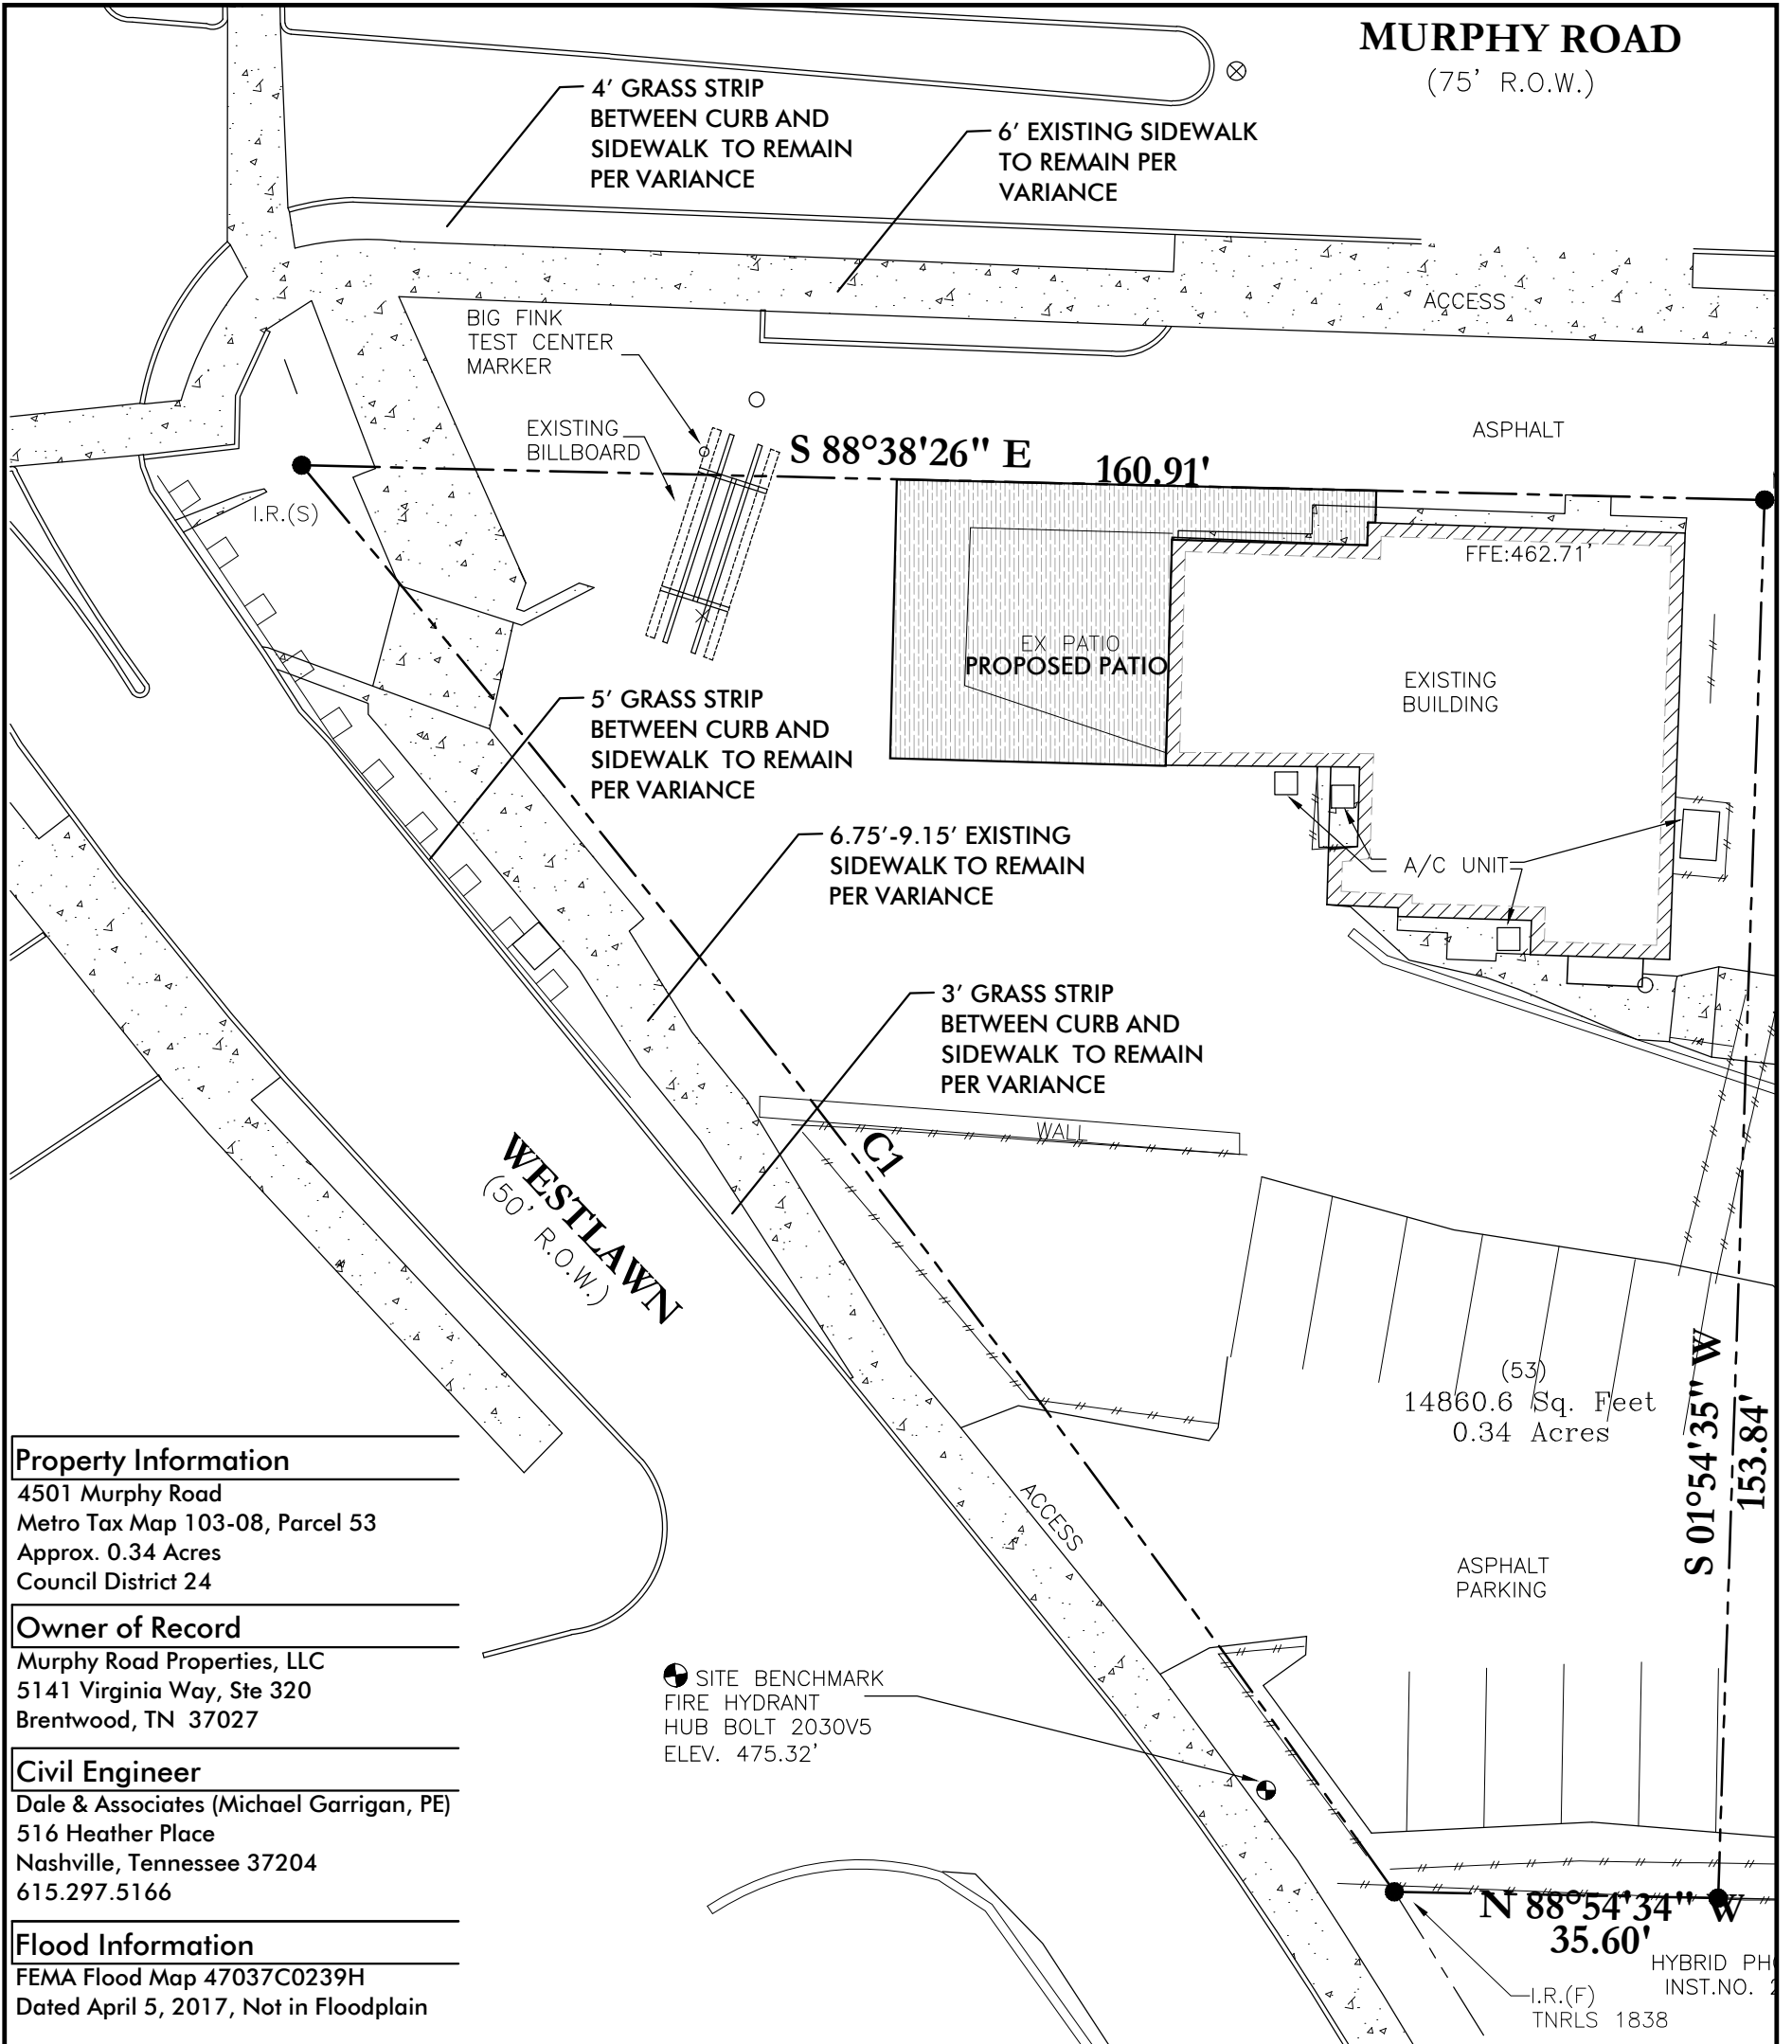 MURPHY ROAD
(75' R.O.W.)
4' GRASS STRIP
BETWEEN CURB AND
SIDEWALK TO REMAIN
PER VARIANCE
6' EXISTING SIDEWALK
TO REMAIN PER
VARIANCE
ACCESS
BIG FINK
TEST CENTER
MARKER
EXISTING
BILLBOARD
S 88°38'26" E
160.91'
ASPHALT
I.R.(S)
FFE:462.71'
EX PATIO
PROPOSED PATIO
EXISTING
BUILDING
5' GRASS STRIP
BETWEEN CURB AND
SIDEWALK TO REMAIN
PER VARIANCE
6.75'-9.15' EXISTING
SIDEWALK TO REMAIN
PER VARIANCE
A/C UNIT
3' GRASS STRIP
BETWEEN CURB AND
SIDEWALK TO REMAIN
PER VARIANCE
WALL
C1
WESTLAWN
(50' R.O.W.)
(53)
14860.6 Sq. Feet
0.34 Acres
S 01°54'35" W
153.84'
ACCESS
ASPHALT
PARKING
Property Information
4501 Murphy Road
Metro Tax Map 103-08, Parcel 53
Approx. 0.34 Acres
Council District 24
Owner of Record
Murphy Road Properties, LLC
5141 Virginia Way, Ste 320
Brentwood, TN 37027
Civil Engineer
Dale & Associates (Michael Garrigan, PE)
516 Heather Place
Nashville, Tennessee 37204
615.297.5166
Flood Information
FEMA Flood Map 47037C0239H
Dated April 5, 2017, Not in Floodplain
SITE BENCHMARK
FIRE HYDRANT
HUB BOLT 2030V5
ELEV. 475.32'
N 88°54'34" W
35.60'
HYBRID
INST.NO.
I.R.(F)
TNRLS 1838